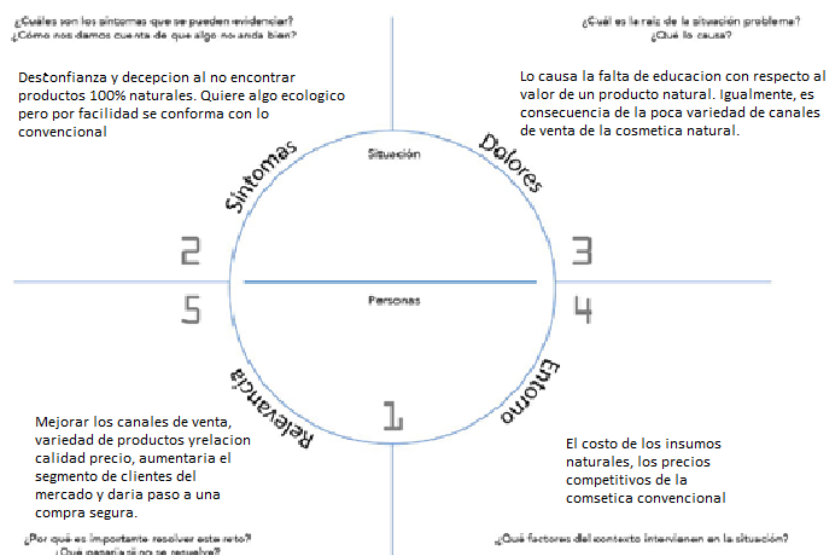 ¿Cuáles son los síntomas que se pueden evidenciar?
¿Cómo nos damos cuenta de que algo no anda bien?
¿Cuál es la raíz de la situación problema?
¿Qué lo causa?
Desconfianza y decepcion al no encontrar
productos 100% naturales. Quiere algo ecologico
pero por facilidad se conforma con lo
convencional
Lo causa la falta de educacion con respecto al
valor de un producto natural. Igualmente, es
consecuencia de la poca variedad de canales
de venta de la cosmetica natural.
Síntomas
Situación
Dolores
2
3
5
Personas
4
Relevancia
1
Entorno
Mejorar los canales de venta,
variedad de productos yrelacion
calidad precio, aumentaria el
segmento de clientes del
mercado y daria paso a una
compra segura.
El costo de los insumos
naturales, los precios
competitivos de la
comsetica convencional
¿Por qué es importante resolver este reto?
¿Qué pasaría si no se resuelve?
¿Qué factores del contexto intervienen en la situación?